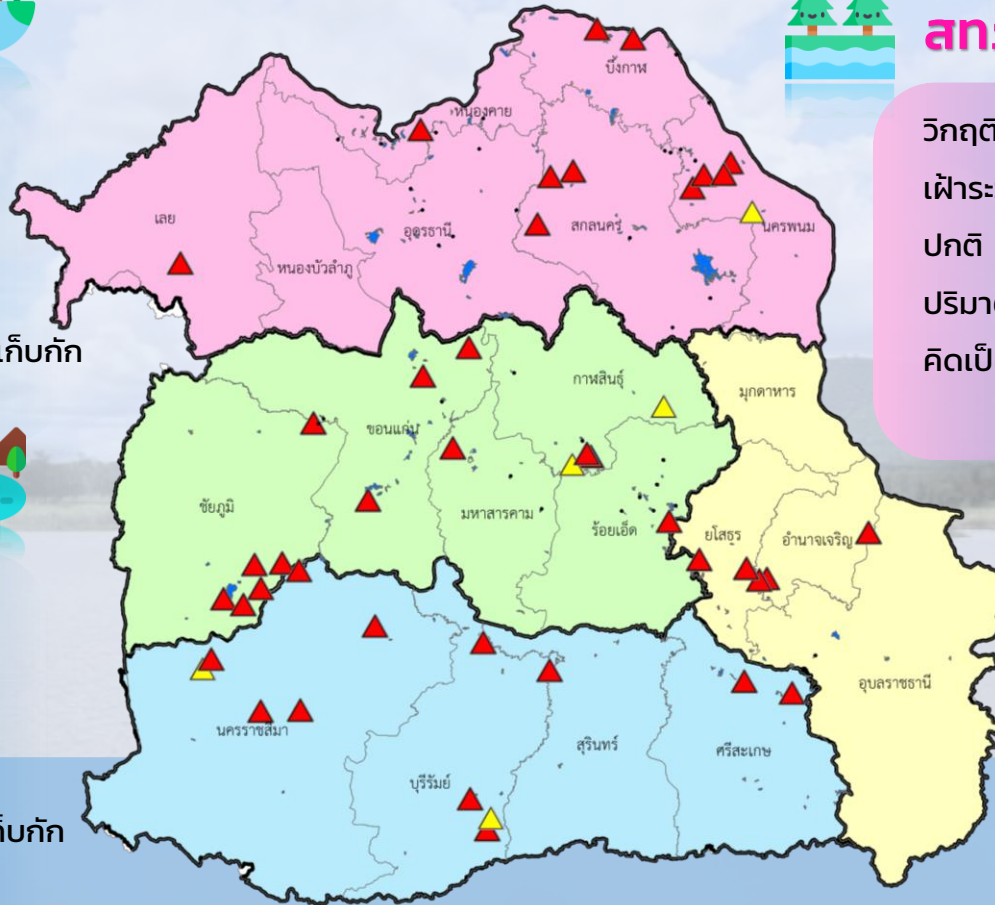 สท
วิกฤติ
เฝ้าระ
ปกติ
ปริมา
คิดเป็
เก็บกัก
ก็บกัก
บึงกาฬ
หนองคาย
เลย
อุดรธานี
สกลนคร
นครพนม
หนองบัวลำภู
กาฬสินธุ์
มุกดาหาร
ขอนแก่น
ชัยภูมิ
มหาสารคาม
ร้อยเอ็ด
ยโสธร
อำนาจเจริญ
อุบลราชธานี
นครราชสีมา
บุรีรัมย์
สุรินทร์
ศรีสะเกษ